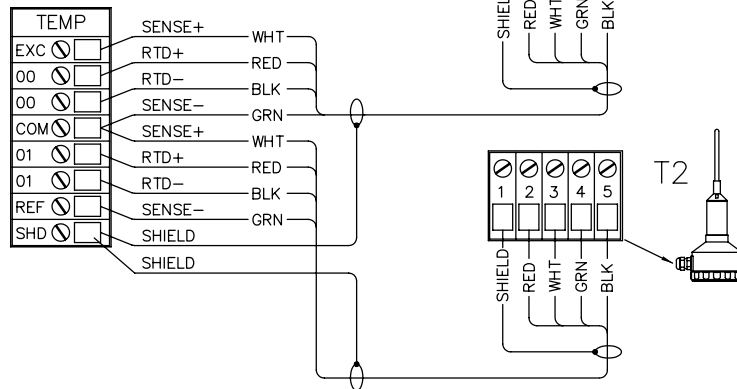 TEMP
EXC
00
00
COM
01
01
REF
SHD
SENSE+
RTD+
RTD-
SENSE-
SENSE+
RTD+
RTD-
SENSE-
SHIELD
SHIELD
WHT
RED
BLK
GRN
WHT
RED
BLK
GRN
SHIELD
RED
WHT
GRN
BLK
1 2 3 4 5
T2
SHIELD
RED
WHT
GRN
BLK